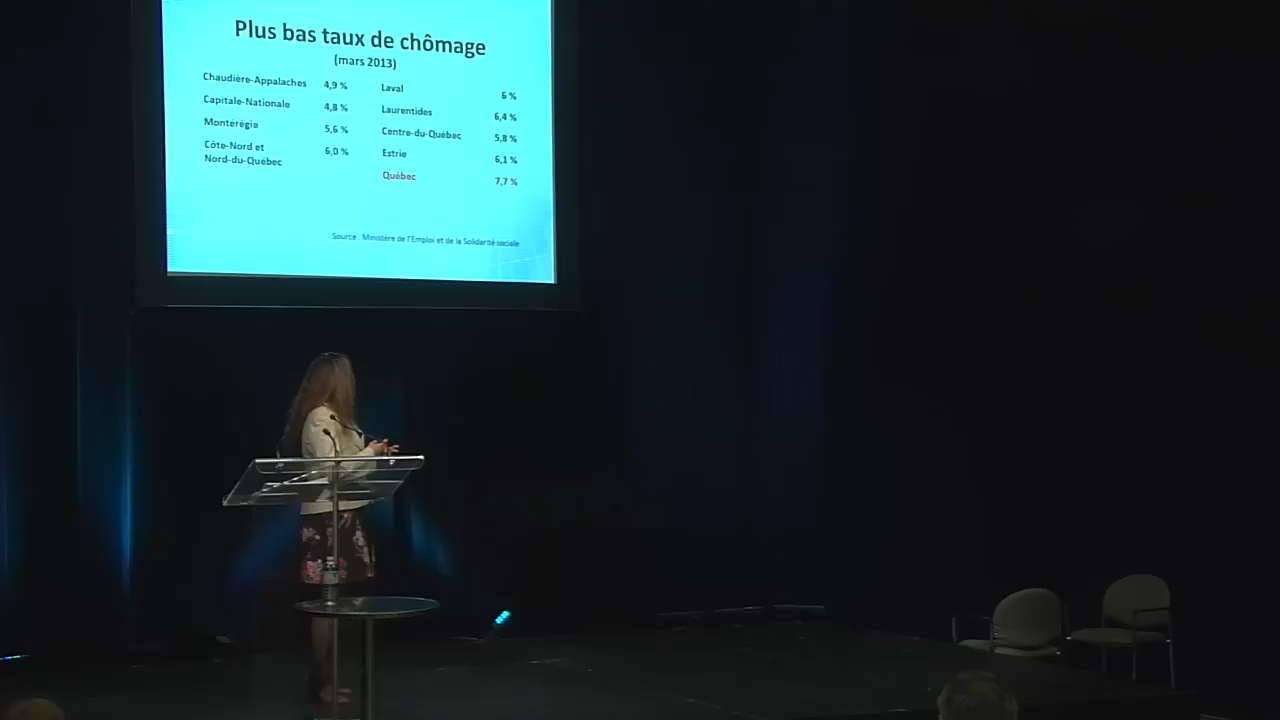 Plus bas taux de chômage
(mars 2013)
Chaudière-Appalaches 4,9 %
Capitale-Nationale 4,8 %
Montérégie 5,6 %
Côte-Nord et 6,0 %
Nord-du-Québec
Laval 6 %
Laurentides 6,4 %
Centre-du-Québec 5,8 %
Estrie 6,1 %
Québec 7,7 %
Source : Ministère de l'Emploi et de la Solidarité sociale